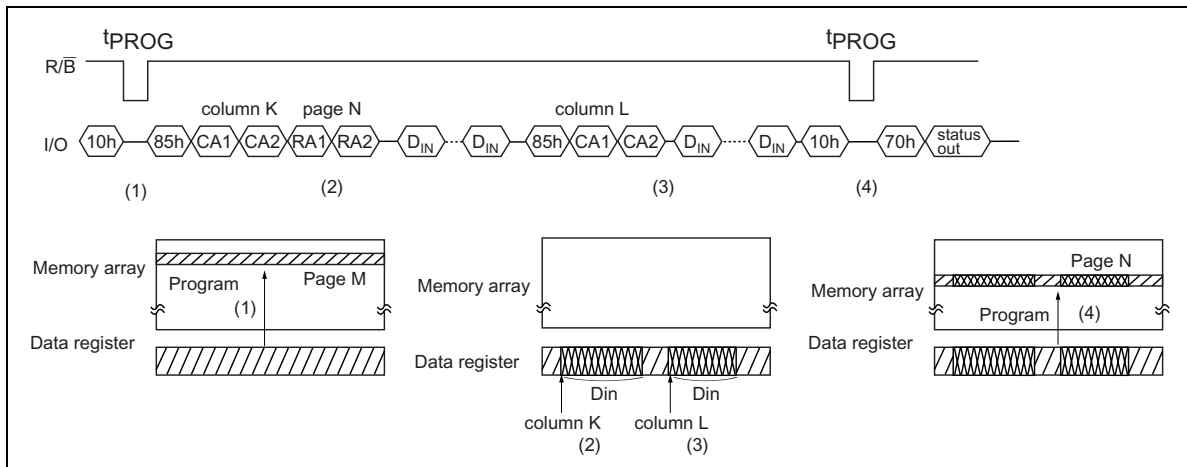 tPROG tPROG
R/B̅
column K page N column L
I/O 10h 85h CA1 CA2 RA1 RA2 DIN DIN 85h CA1 CA2 DIN DIN 10h 70h status out
(1) (2) (3) (4)
Memory array
Program
Page M
(1)
Data register
Memory array
Data register
Din Din
column K column L
(2) (3)
Page N
Memory array
Program (4)
Data register